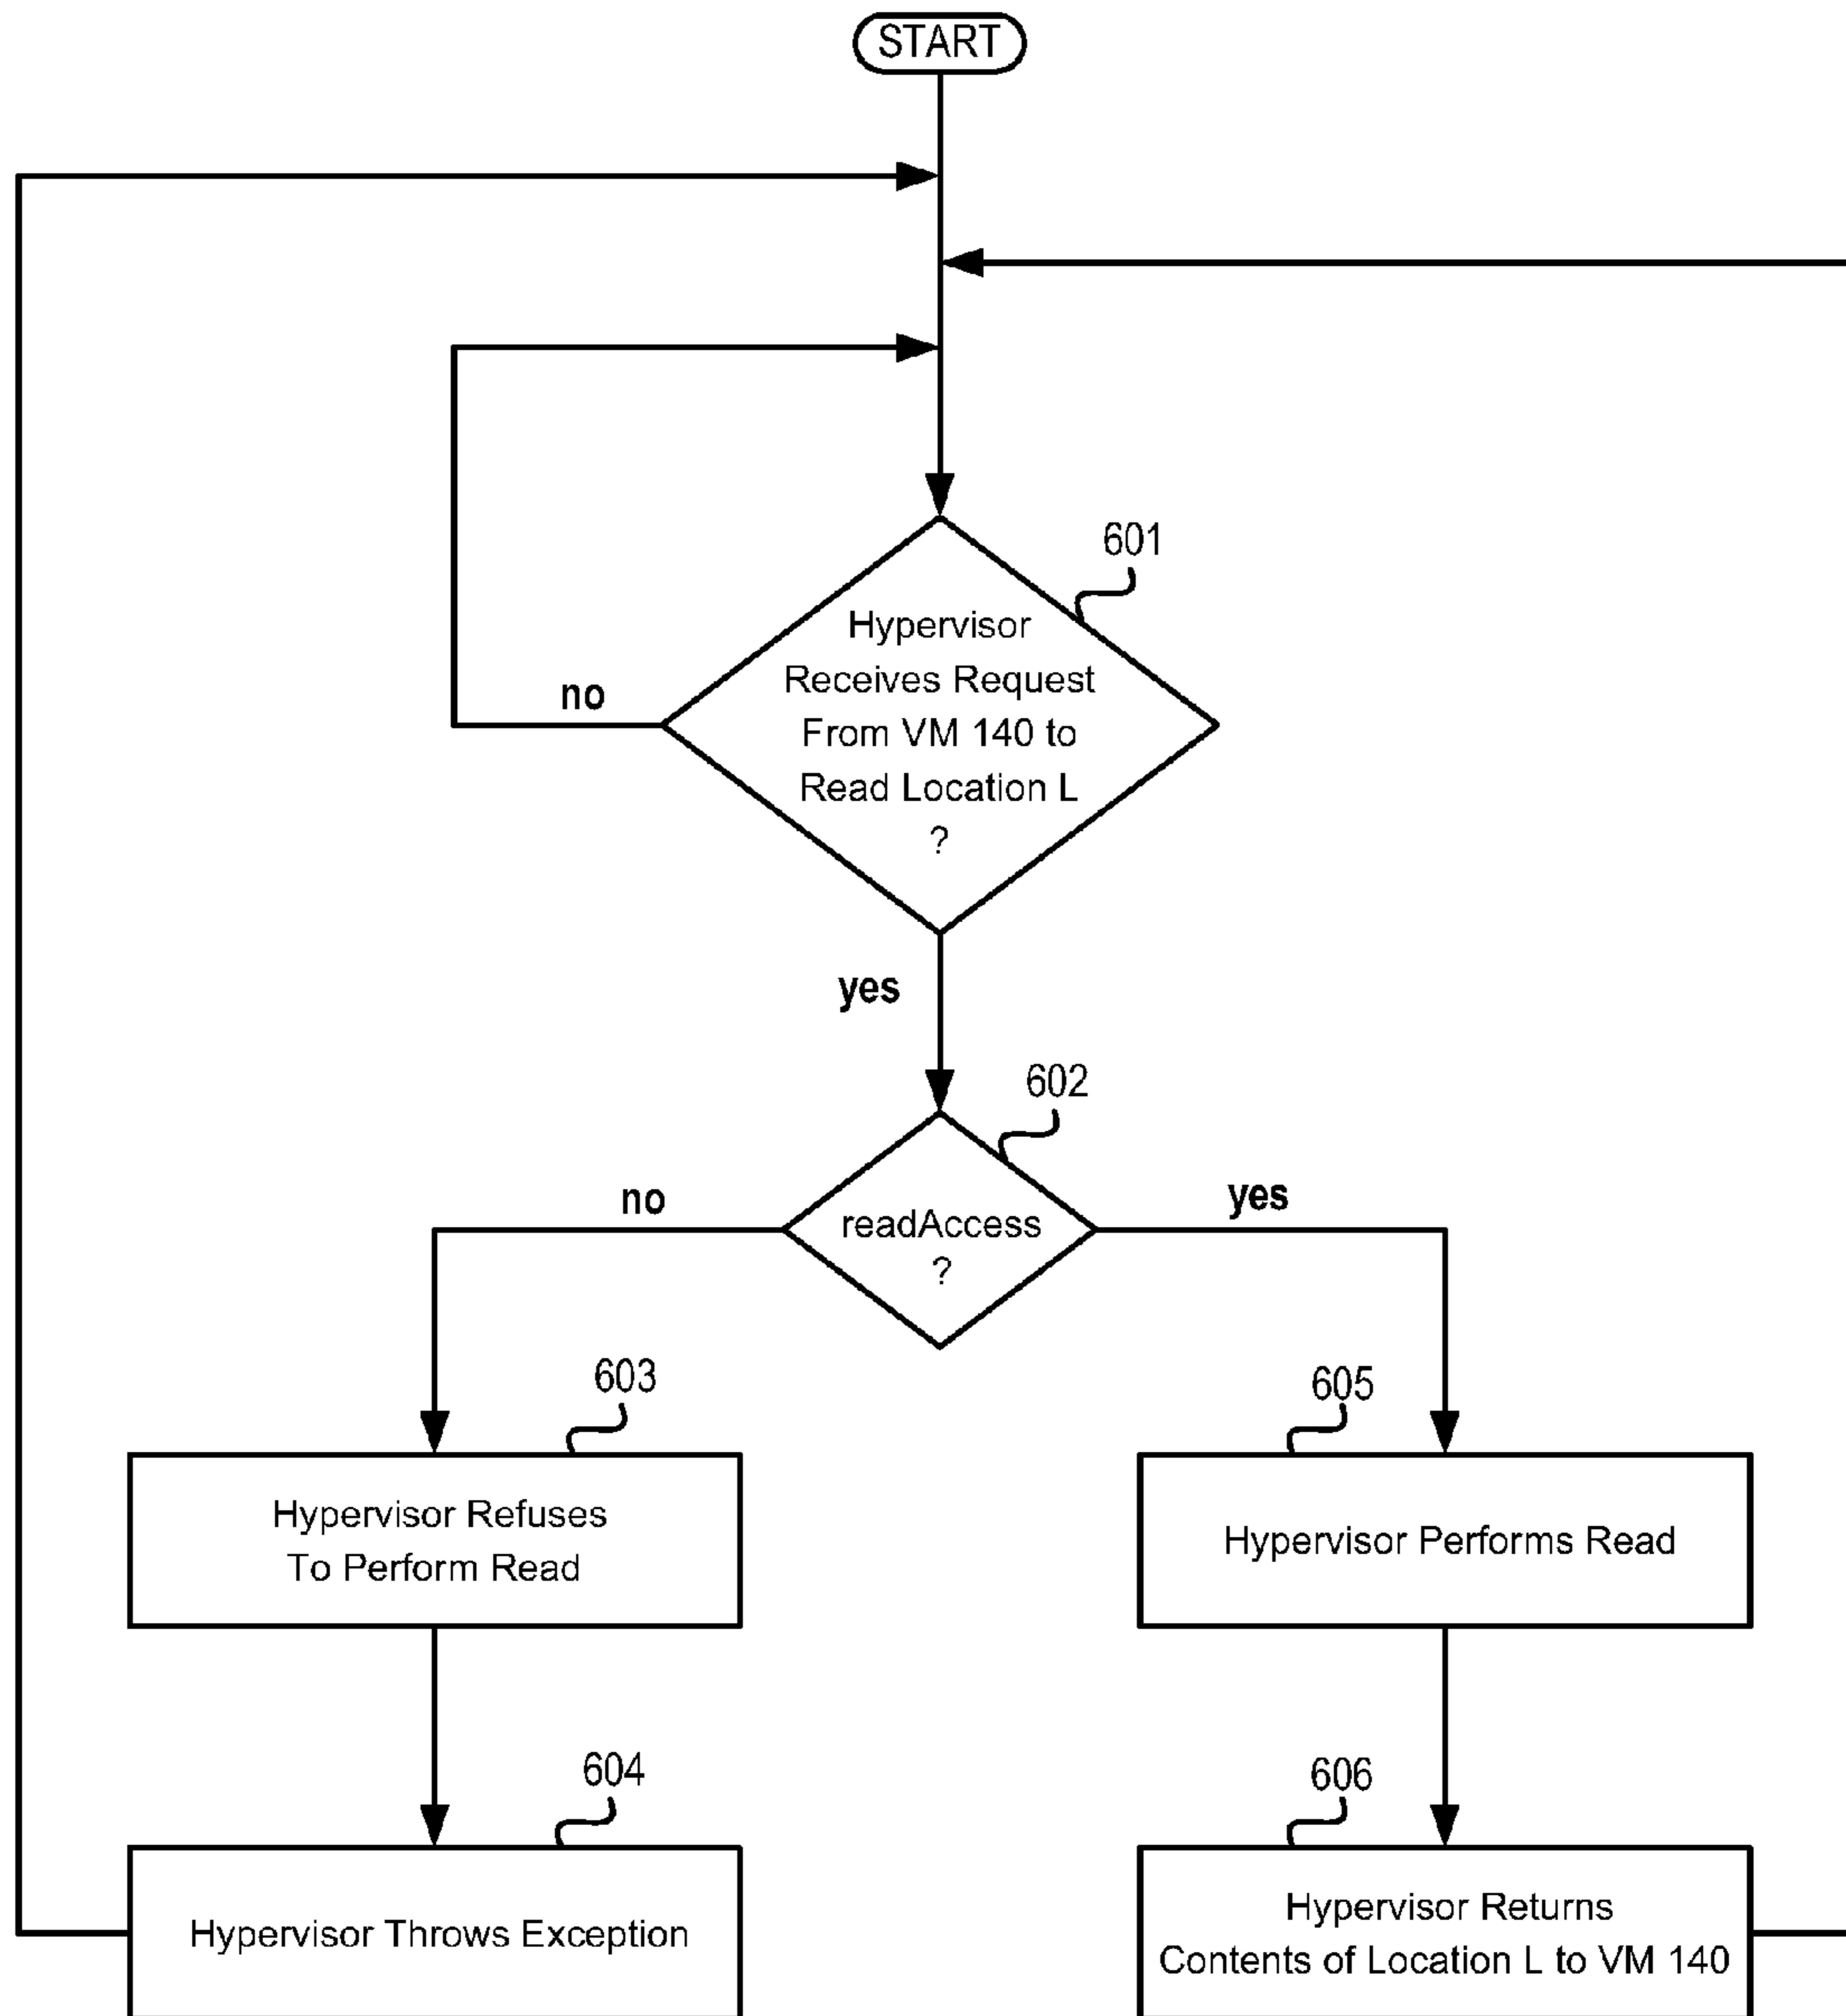 START
601
Hypervisor
Receives Request
From VM 140 to
Read Location L
?
no
yes
602
readAccess
?
no
yes
603
Hypervisor Refuses
To Perform Read
605
Hypervisor Performs Read
604
Hypervisor Throws Exception
606
Hypervisor Returns
Contents of Location L to VM 140